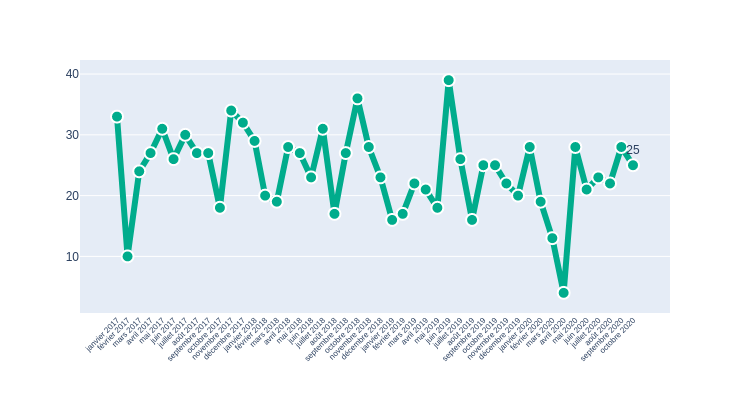 40
30
20
10
25
janvier 2017
février 2017
mars 2017
avril 2017
mai 2017
juin 2017
juillet 2017
août 2017
septembre 2017
octobre 2017
novembre 2017
décembre 2017
janvier 2018
février 2018
mars 2018
avril 2018
mai 2018
juin 2018
juillet 2018
août 2018
septembre 2018
octobre 2018
novembre 2018
décembre 2018
janvier 2019
février 2019
mars 2019
avril 2019
mai 2019
juin 2019
juillet 2019
août 2019
septembre 2019
octobre 2019
novembre 2019
décembre 2019
janvier 2020
février 2020
mars 2020
avril 2020
mai 2020
juin 2020
juillet 2020
août 2020
septembre 2020
octobre 2020